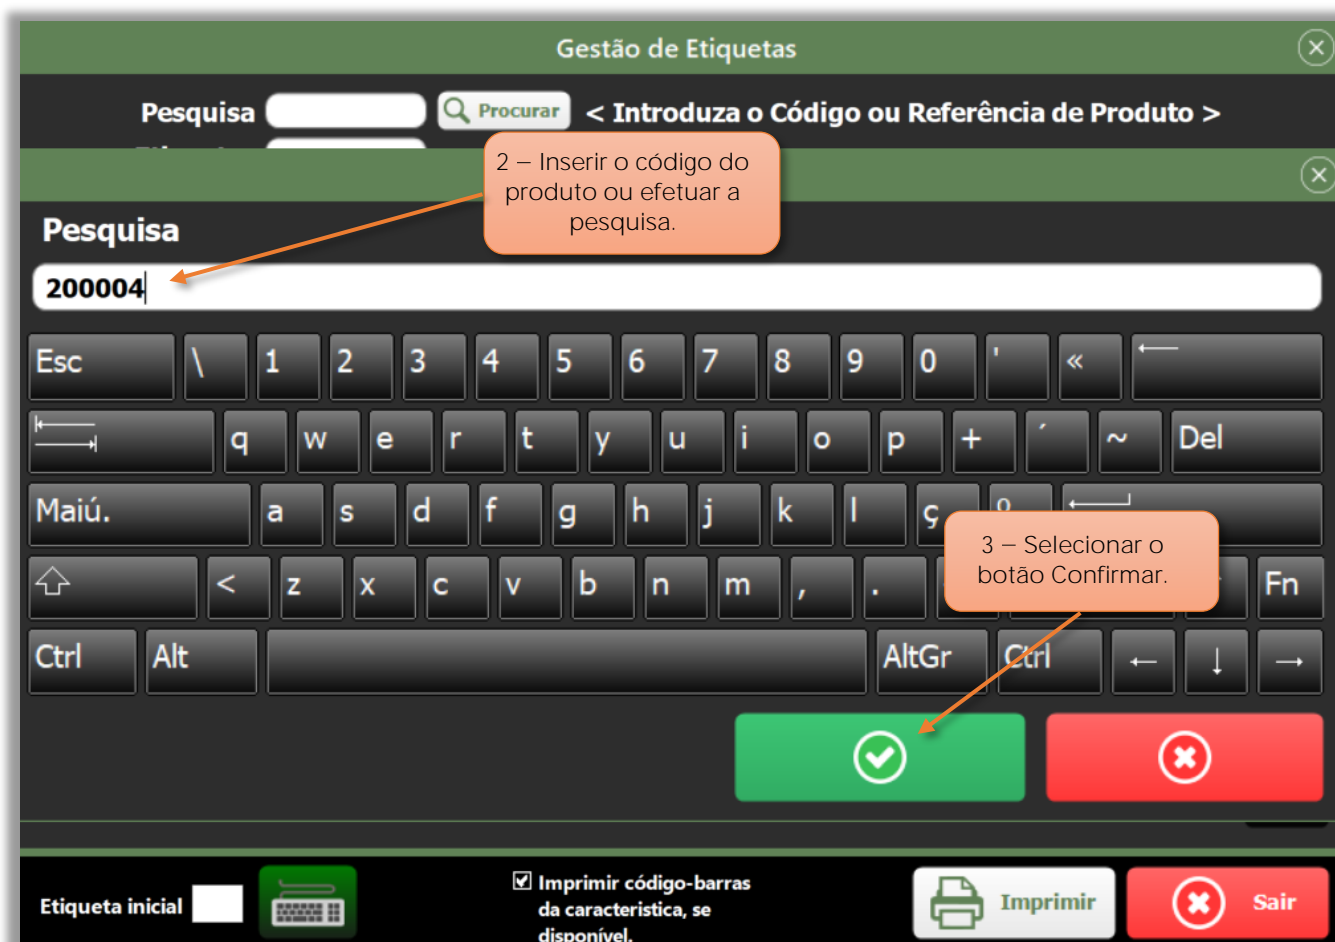 Gestão de Etiquetas
Pesquisa
Procurar
< Introduza o Código ou Referência de Produto >
2 – Inserir o código do
produto ou efetuar a
pesquisa.
Pesquisa
200004
Esc \ 1 2 3 4 5 6 7 8 9 0 ' « ←
q w e r t y u i o p + ´ ~ Del
Maiú. a s d f g h j k l ç º
3 – Selecionar o
botão Confirmar.
< z x c v b n m , . Fn
Ctrl Alt AltGr Ctrl ← ↓ →
Etiqueta inicial
Imprimir código-barras
da caracteristica, se
disponível.
Imprimir
Sair